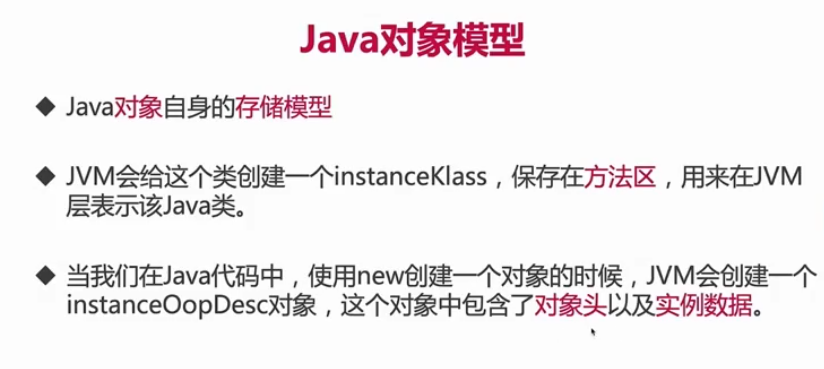 Java对象模型
◆ Java对象自身的存储模型
◆ JVM会给这个类创建一个instanceKlass，保存在方法区，用来在JVM
层表示该Java类。
◆ 当我们在Java代码中，使用new创建一个对象的时候，JVM会创建一个
instanceOopDesc对象，这个对象中包含了对象头以及实例数据。